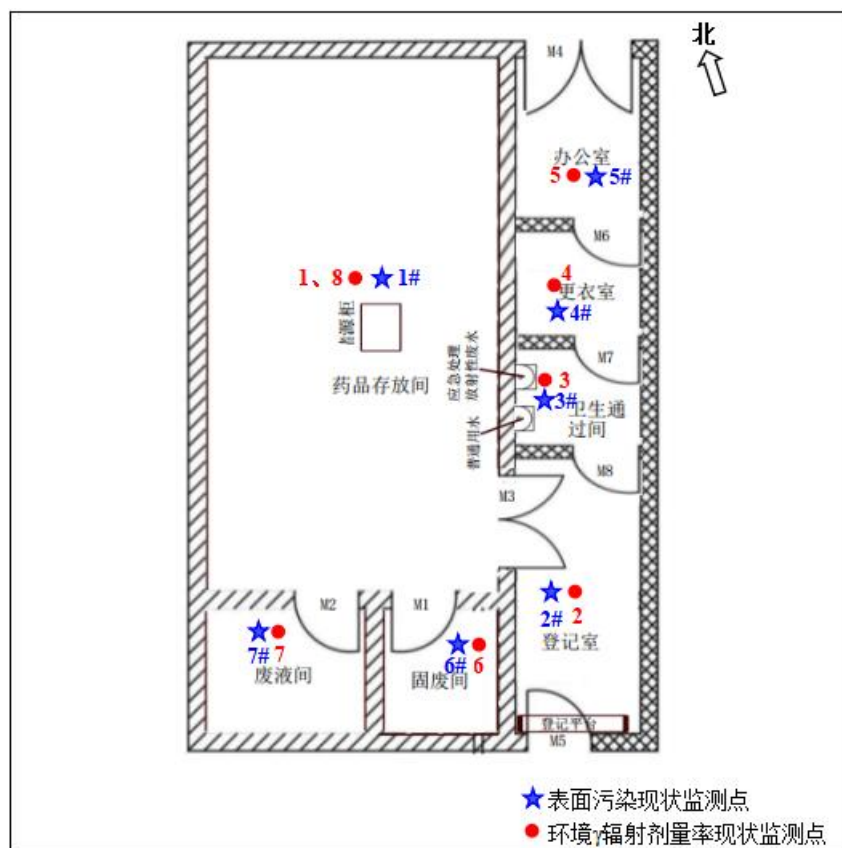 北
M4
办公室
5
5#
M6
1、8
1#
4
更衣室
4#
源柜
应急处理
放射性废水
M7
药品存放间
3
3#
卫生通
过间
普通用水
M8
M3
M2
M1
2#
2
登记室
7#
7
废液间
6#
6
固废间
登记平台
M5
表面污染现状监测点
环境γ辐射剂量率现状监测点